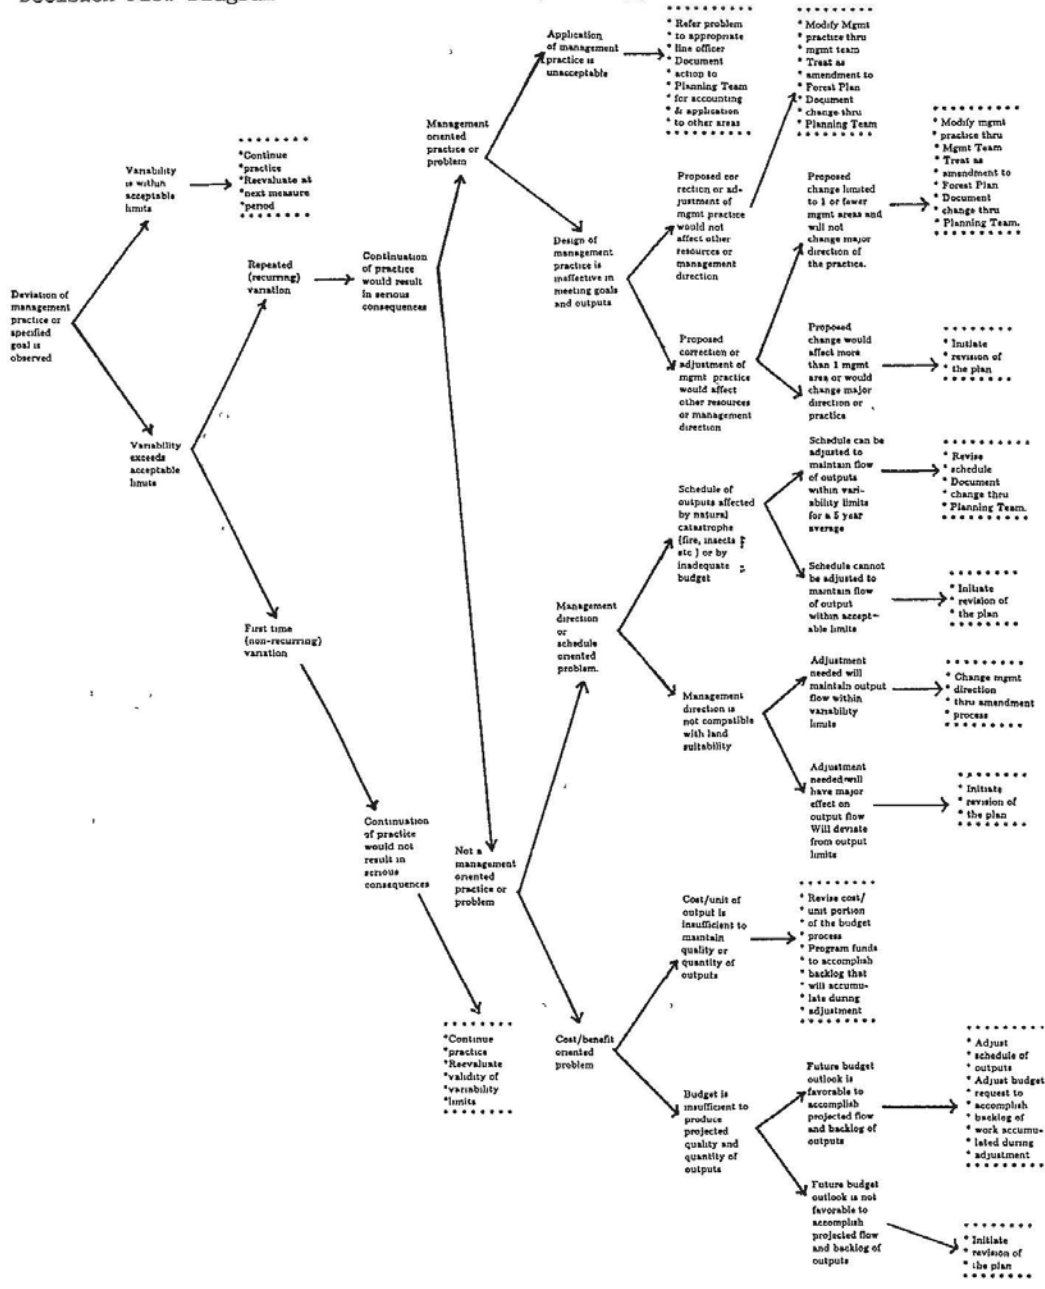 Deviation of
management
practice or
specified
goal is
observed
Variability
is within
acceptable
limits
* * * * * * *
*Continue
*practice
*Reevaluate at
*next measure
*period
* * * * * * *
Variability
exceeds
acceptable
limits
Repeated
(recurring)
variation
First time
(non-recurring)
variation
Continuation
of practice
would result
in serious
consequences
Continuation
of practice
would not
result in
serious
consequences
* * * * * * *
*Continue
*practice
*Reevaluate
*validity of
*variability
*limits
* * * * * * *
Management
oriented
practice or
problem
Not a
management
oriented
practice or
problem
Application
of management
practice is
unacceptable
* * * * * * * *
* Refer problem
* to appropriate
* line officer
* Document
* action to
* Planning Team
* for accounting
* & application
* to other areas
* * * * * * * *
Design of
management
practice is
ineffective in
meeting goals
and outputs
Proposed cor
rection or ad-
justment of
mgmt practice
would not
affect other
resources or
management
direction
* * * * * * * *
* Modify Mgmt
* practice thru
* mgmt team
* Treat as
* amendment to
* Forest Plan
* Document
* change thru
* Planning Team
* * * * * * * *
Proposed
correction or
adjustment of
mgmt practice
would affect
other resources
or management
direction
Proposed
change limited
to 1 or fewer
mgmt areas and
will not
change major
direction of
the practice.
* * * * * * * *
* Modify mgmt
* practice thru
* Mgmt Team
* Treat as
* amendment to
* Forest Plan
* Document
* change thru
* Planning Team.
* * * * * * * *
Proposed
change would
affect more
than 1 mgmt
area or would
change major
direction or
practice
* * * * * * * *
* Initiate
* revision of
* the plan
* * * * * * * *
Management
direction
or
schedule
oriented
problem.
Schedule of
outputs affected
by natural
catastrophe
(fire, insects
etc ) or by
inadequate
budget
Schedule can be
adjusted to
maintain flow
of outputs
within vari-
ability limits
for a 5 year
average
* * * * * * * * * *
* Revise
* schedule
* Document
* change thru
* Planning Team.
* * * * * * * * * *
Schedule cannot
be adjusted to
maintain flow
of output
within accept-
able limits
* * * * * * * *
* Initiate
* revision of
* the plan
* * * * * * * *
Management
direction is
not compatible
with land
suitability
Adjustment
needed will
maintain output
flow within
variability
limits
* * * * * * * *
* Change mgmt
* direction
* thru amendment
* process
* * * * * * * *
Adjustment
needed will
have major
effect on
output flow
Will deviate
from output
limits
* * * * * * * *
* Initiate
* revision of
* the plan
* * * * * * * *
Cost/benefit
oriented
problem
Cost/unit of
output is
insufficient to
maintain
quality or
quantity of
outputs
* * * * * * * *
* Revise cost/
* unit portion
* of the budget
* process
* Program funds
* to accomplish
* backlog that
* will accumu-
* late during
* adjustment
* * * * * * * *
Budget is
insufficient to
produce
projected
quality and
quantity of
outputs
Future budget
outlook is
favorable to
accomplish
projected flow
and backlog of
outputs
* * * * * * * *
* Adjust
* schedule of
* outputs
* Adjust budget
* request to
* accomplish
* backlog of
* work accumu-
* lated during
* adjustment
* * * * * * * *
Future budget
outlook is not
favorable to
accomplish
projected flow
and backlog of
outputs
* * * * * * * *
* Initiate
* revision of
* the plan
* * * * * * * *